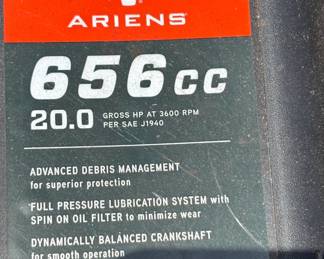 ARIENS
656cc
20.0 GROSS HP AT 3600 RPM
PER SAE J1940
ADVANCED DEBRIS MANAGEMENT
for superior protection
FULL PRESSURE LUBRICATION SYSTEM with
SPIN ON OIL FILTER to minimize wear
DYNAMICALLY BALANCED CRANKSHAFT
for smooth operation